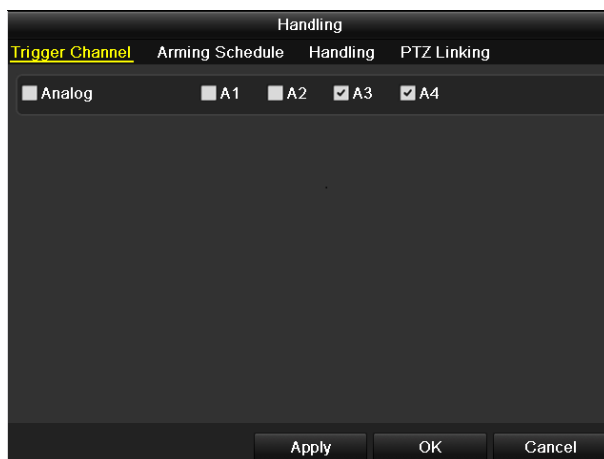 Handling
Trigger Channel Arming Schedule Handling PTZ Linking
Analog A1 A2 A3 A4
Apply OK Cancel